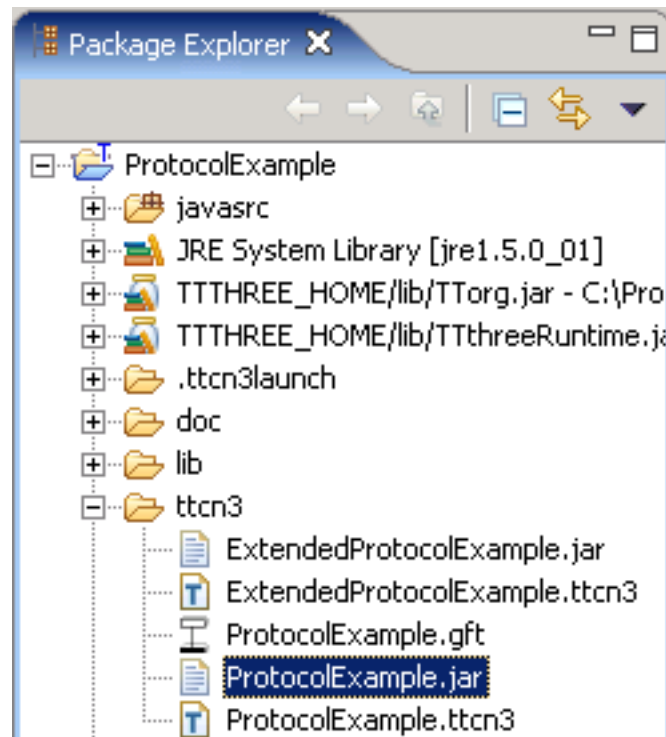 Package Explorer
ProtocolExample
javasrc
JRE System Library [jre1.5.0_01]
TTTHREE_HOME/lib/TTorg.jar - C:\Pro
TTTHREE_HOME/lib/TTthreeRuntime.ja
.ttcn3launch
doc
lib
ttcn3
ExtendedProtocolExample.jar
ExtendedProtocolExample.ttcn3
ProtocolExample.gft
ProtocolExample.jar
ProtocolExample.ttcn3